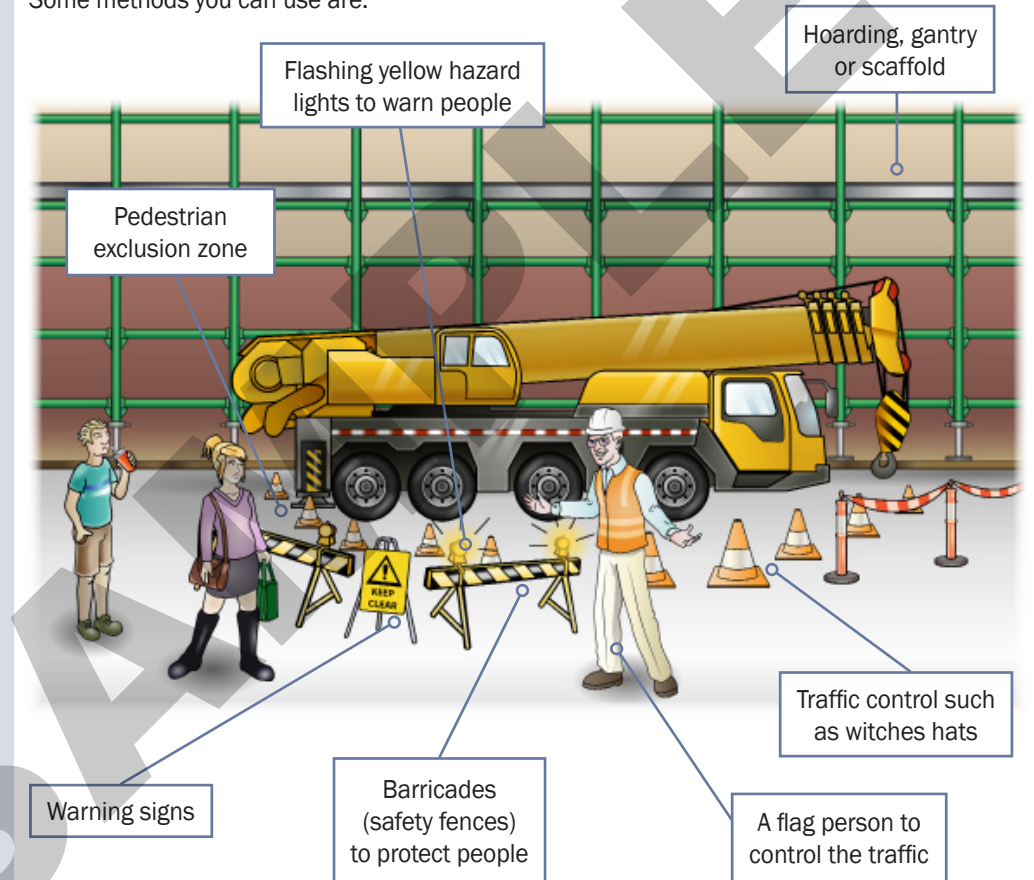 Some methods you can use are:
Hoarding, gantry
or scaffold
Flashing yellow hazard
lights to warn people
Pedestrian
exclusion zone
KEEP
CLEAR
Traffic control such
as witches hats
Warning signs
Barricades
(safety fences)
to protect people
A flag person to
control the traffic
SAMPLE